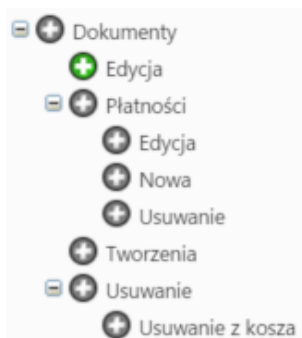 Dokumenty
Edycja
Płatności
Edycja
Nowa
Usuwanie
Tworzenia
Usuwanie
Usuwanie z kosza